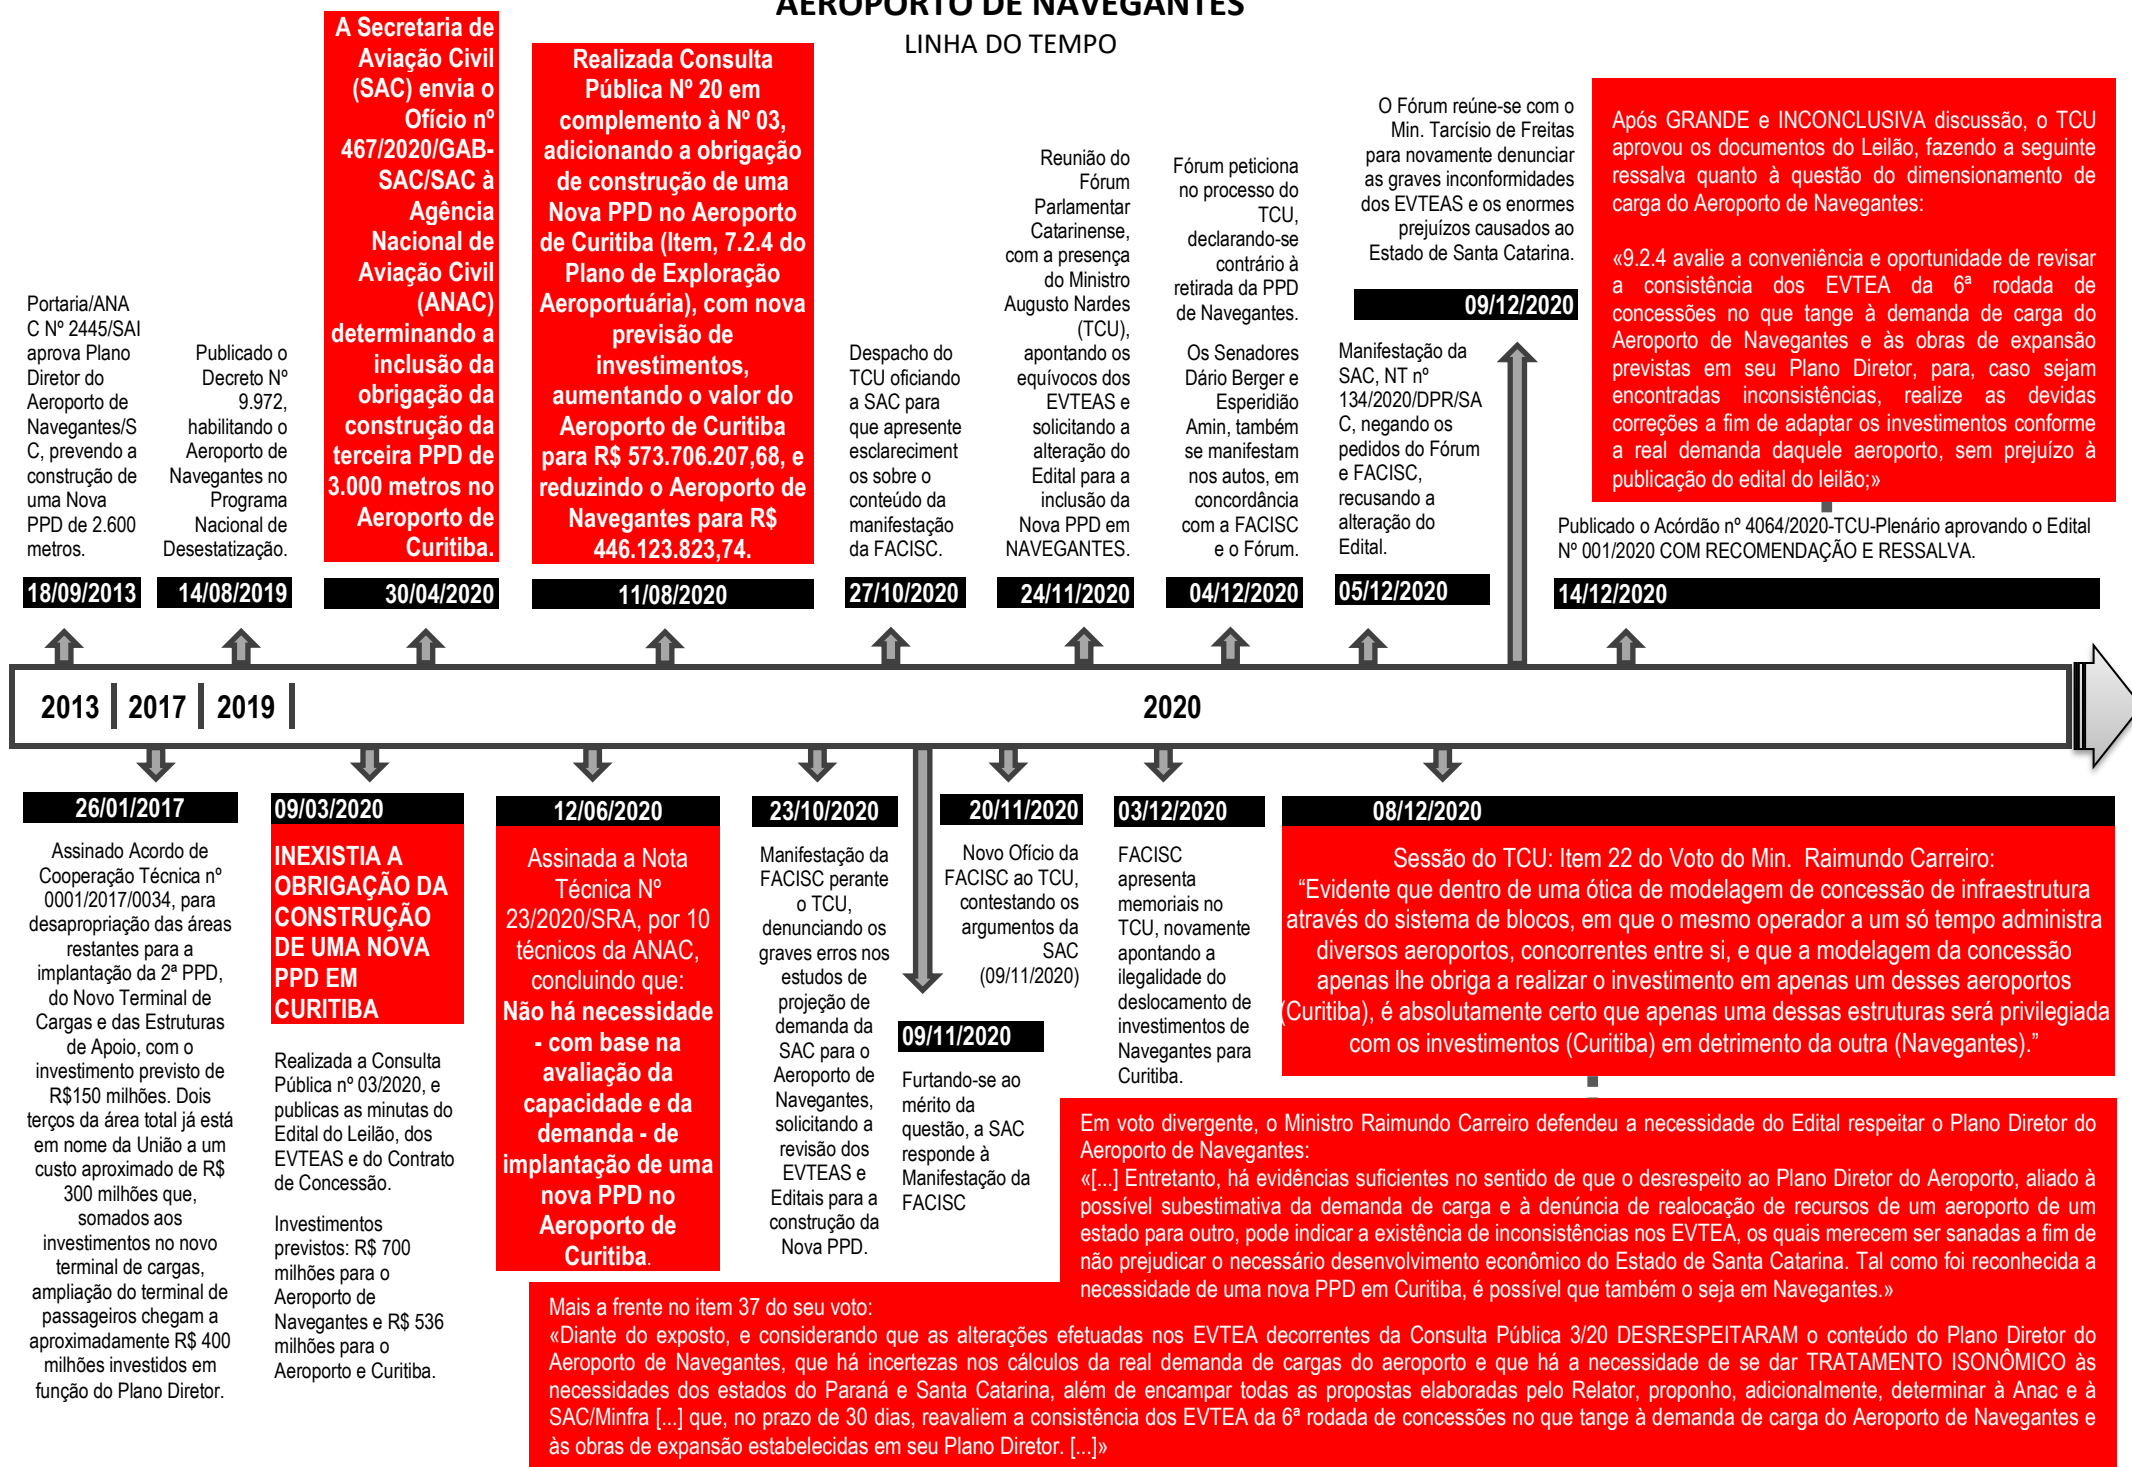 AEROPORTO DE NAVEGANTES
LINHA DO TEMPO
Portaria/ANA
C Nº 2445/SAI
aprova Plano
Diretor do
Aeroporto de
Navegantes/S
C, prevendo a
construção de
uma Nova
PPD de 2.600
metros.
18/09/2013
Publicado o
Decreto Nº
9.972,
habilitando o
Aeroporto de
Navegantes no
Programa
Nacional de
Desestatização.
14/08/2019
A Secretaria de
Aviação Civil
(SAC) envia o
Ofício nº
467/2020/GAB-
SAC/SAC à
Agência
Nacional de
Aviação Civil
(ANAC)
determinando a
inclusão da
obrigação da
construção da
terceira PPD de
3.000 metros no
Aeroporto de
Curitiba.
30/04/2020
Realizada Consulta
Pública Nº 20 em
complemento à Nº 03,
adicionando a obrigação
de construção de uma
Nova PPD no Aeroporto
de Curitiba (Item, 7.2.4 do
Plano de Exploração
Aeroportuária), com nova
previsão de
investimentos,
aumentando o valor do
Aeroporto de Curitiba
para R$ 573.706.207,68, e
reduzindo o Aeroporto de
Navegantes para R$
446.123.823,74.
11/08/2020
Despacho do
TCU oficiando
a SAC para
que apresente
esclareciment
os sobre o
conteúdo da
manifestação
da FACISC.
27/10/2020
Reunião do
Fórum
Parlamentar
Catarinense,
com a presença
do Ministro
Augusto Nardes
(TCU),
apontando os
equívocos dos
EVTEAS e
solicitando a
alteração do
Edital para a
inclusão da
Nova PPD em
NAVEGANTES.
24/11/2020
Fórum peticiona
no processo do
TCU,
declarando-se
contrário à
retirada da PPD
de Navegantes.
Os Senadores
Dário Berger e
Esperidião
Amin, também
se manifestam
nos autos, em
concordância
com a FACISC
e o Fórum.
04/12/2020
O Fórum reúne-se com o
Min. Tarcísio de Freitas
para novamente denunciar
as graves inconformidades
dos EVTEAS e os enormes
prejuízos causados ao
Estado de Santa Catarina.
09/12/2020
Manifestação da
SAC, NT nº
134/2020/DPR/SA
C, negando os
pedidos do Fórum
e FACISC,
recusando a
alteração do
Edital.
05/12/2020
Após GRANDE e INCONCLUSIVA discussão, o TCU
aprovou os documentos do Leilão, fazendo a seguinte
ressalva quanto à questão do dimensionamento de
carga do Aeroporto de Navegantes:
«9.2.4 avalie a conveniência e oportunidade de revisar
a consistência dos EVTEA da 6ª rodada de
concessões no que tange à demanda de carga do
Aeroporto de Navegantes e às obras de expansão
previstas em seu Plano Diretor, para, caso sejam
encontradas inconsistências, realize as devidas
correções a fim de adaptar os investimentos conforme
a real demanda daquele aeroporto, sem prejuízo à
publicação do edital do leilão;»
Publicado o Acórdão nº 4064/2020-TCU-Plenário aprovando o Edital
Nº 001/2020 COM RECOMENDAÇÃO E RESSALVA.
14/12/2020
2013
2017
2019
2020
26/01/2017
Assinado Acordo de
Cooperação Técnica nº
0001/2017/0034, para
desapropriação das áreas
restantes para a
implantação da 2ª PPD,
do Novo Terminal de
Cargas e das Estruturas
de Apoio, com o
investimento previsto de
R$150 milhões. Dois
terços da área total já está
em nome da União a um
custo aproximado de R$
300 milhões que,
somados aos
investimentos no novo
terminal de cargas,
ampliação do terminal de
passageiros chegam a
aproximadamente R$ 400
milhões investidos em
função do Plano Diretor.
09/03/2020
INEXISTIA A
OBRIGAÇÃO DA
CONSTRUÇÃO
DE UMA NOVA
PPD EM
CURITIBA
Realizada a Consulta
Pública nº 03/2020, e
publicas as minutas do
Edital do Leilão, dos
EVTEAS e do Contrato
de Concessão.
Investimentos
previstos: R$ 700
milhões para o
Aeroporto de
Navegantes e R$ 536
milhões para o
Aeroporto e Curitiba.
12/06/2020
Assinada a Nota
Técnica Nº
23/2020/SRA, por 10
técnicos da ANAC,
concluindo que:
Não há necessidade
- com base na
avaliação da
capacidade e da
demanda - de
implantação de uma
nova PPD no
Aeroporto de
Curitiba.
23/10/2020
Manifestação da
FACISC perante
o TCU,
denunciando os
graves erros nos
estudos de
projeção de
demanda da
SAC para o
Aeroporto de
Navegantes,
solicitando a
revisão dos
EVTEAS e
Editais para a
construção da
Nova PPD.
09/11/2020
Furtando-se ao
mérito da
questão, a SAC
responde à
Manifestação da
FACISC
20/11/2020
Novo Ofício da
FACISC ao TCU,
contestando os
argumentos da
SAC
(09/11/2020)
03/12/2020
FACISC
apresenta
memoriais no
TCU, novamente
apontando a
ilegalidade do
deslocamento de
investimentos de
Navegantes para
Curitiba.
08/12/2020
Sessão do TCU: Item 22 do Voto do Min. Raimundo Carreiro:
“Evidente que dentro de uma ótica de modelagem de concessão de infraestrutura
através do sistema de blocos, em que o mesmo operador a um só tempo administra
diversos aeroportos, concorrentes entre si, e que a modelagem da concessão
apenas lhe obriga a realizar o investimento em apenas um desses aeroportos
(Curitiba), é absolutamente certo que apenas uma dessas estruturas será privilegiada
com os investimentos (Curitiba) em detrimento da outra (Navegantes).”
Em voto divergente, o Ministro Raimundo Carreiro defendeu a necessidade do Edital respeitar o Plano Diretor do
Aeroporto de Navegantes:
«[...] Entretanto, há evidências suficientes no sentido de que o desrespeito ao Plano Diretor do Aeroporto, aliado à
possível subestimativa da demanda de carga e à denúncia de realocação de recursos de um aeroporto de um
estado para outro, pode indicar a existência de inconsistências nos EVTEA, os quais merecem ser sanadas a fim de
não prejudicar o necessário desenvolvimento econômico do Estado de Santa Catarina. Tal como foi reconhecida a
necessidade de uma nova PPD em Curitiba, é possível que também o seja em Navegantes.»
Mais a frente no item 37 do seu voto:
«Diante do exposto, e considerando que as alterações efetuadas nos EVTEA decorrentes da Consulta Pública 3/20 DESRESPEITARAM o conteúdo do Plano Diretor do
Aeroporto de Navegantes, que há incertezas nos cálculos da real demanda de cargas do aeroporto e que há a necessidade de se dar TRATAMENTO ISONÔMICO às
necessidades dos estados do Paraná e Santa Catarina, além de encampar todas as propostas elaboradas pelo Relator, proponho, adicionalmente, determinar à Anac e à
SAC/Minfra [...] que, no prazo de 30 dias, reavaliem a consistência dos EVTEA da 6ª rodada de concessões no que tange à demanda de carga do Aeroporto de Navegantes e
às obras de expansão estabelecidas em seu Plano Diretor. [...]»